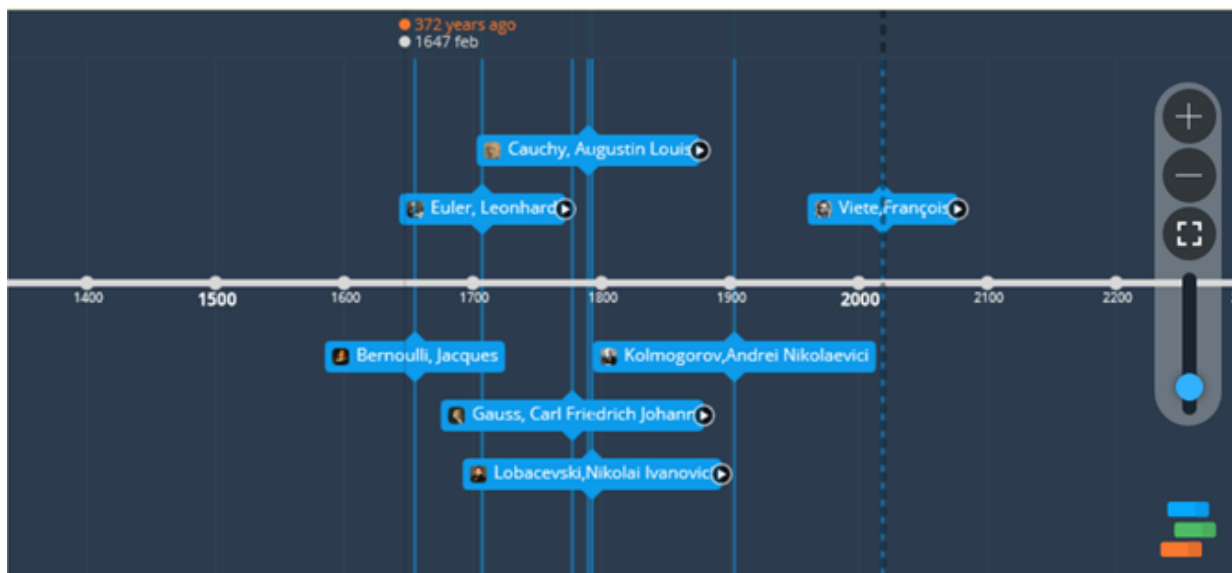 372 years ago
1647 feb
Cauchy, Augustin Louis
Euler, Leonhard
Viete,François
1400 1500 1600 1700 1800 1900 2000 2100 2200
Bernoulli, Jacques
Kolmogorov,Andrei Nikolaevici
Gauss, Carl Friedrich Johann
Lobacevski,Nikolai Ivanovic